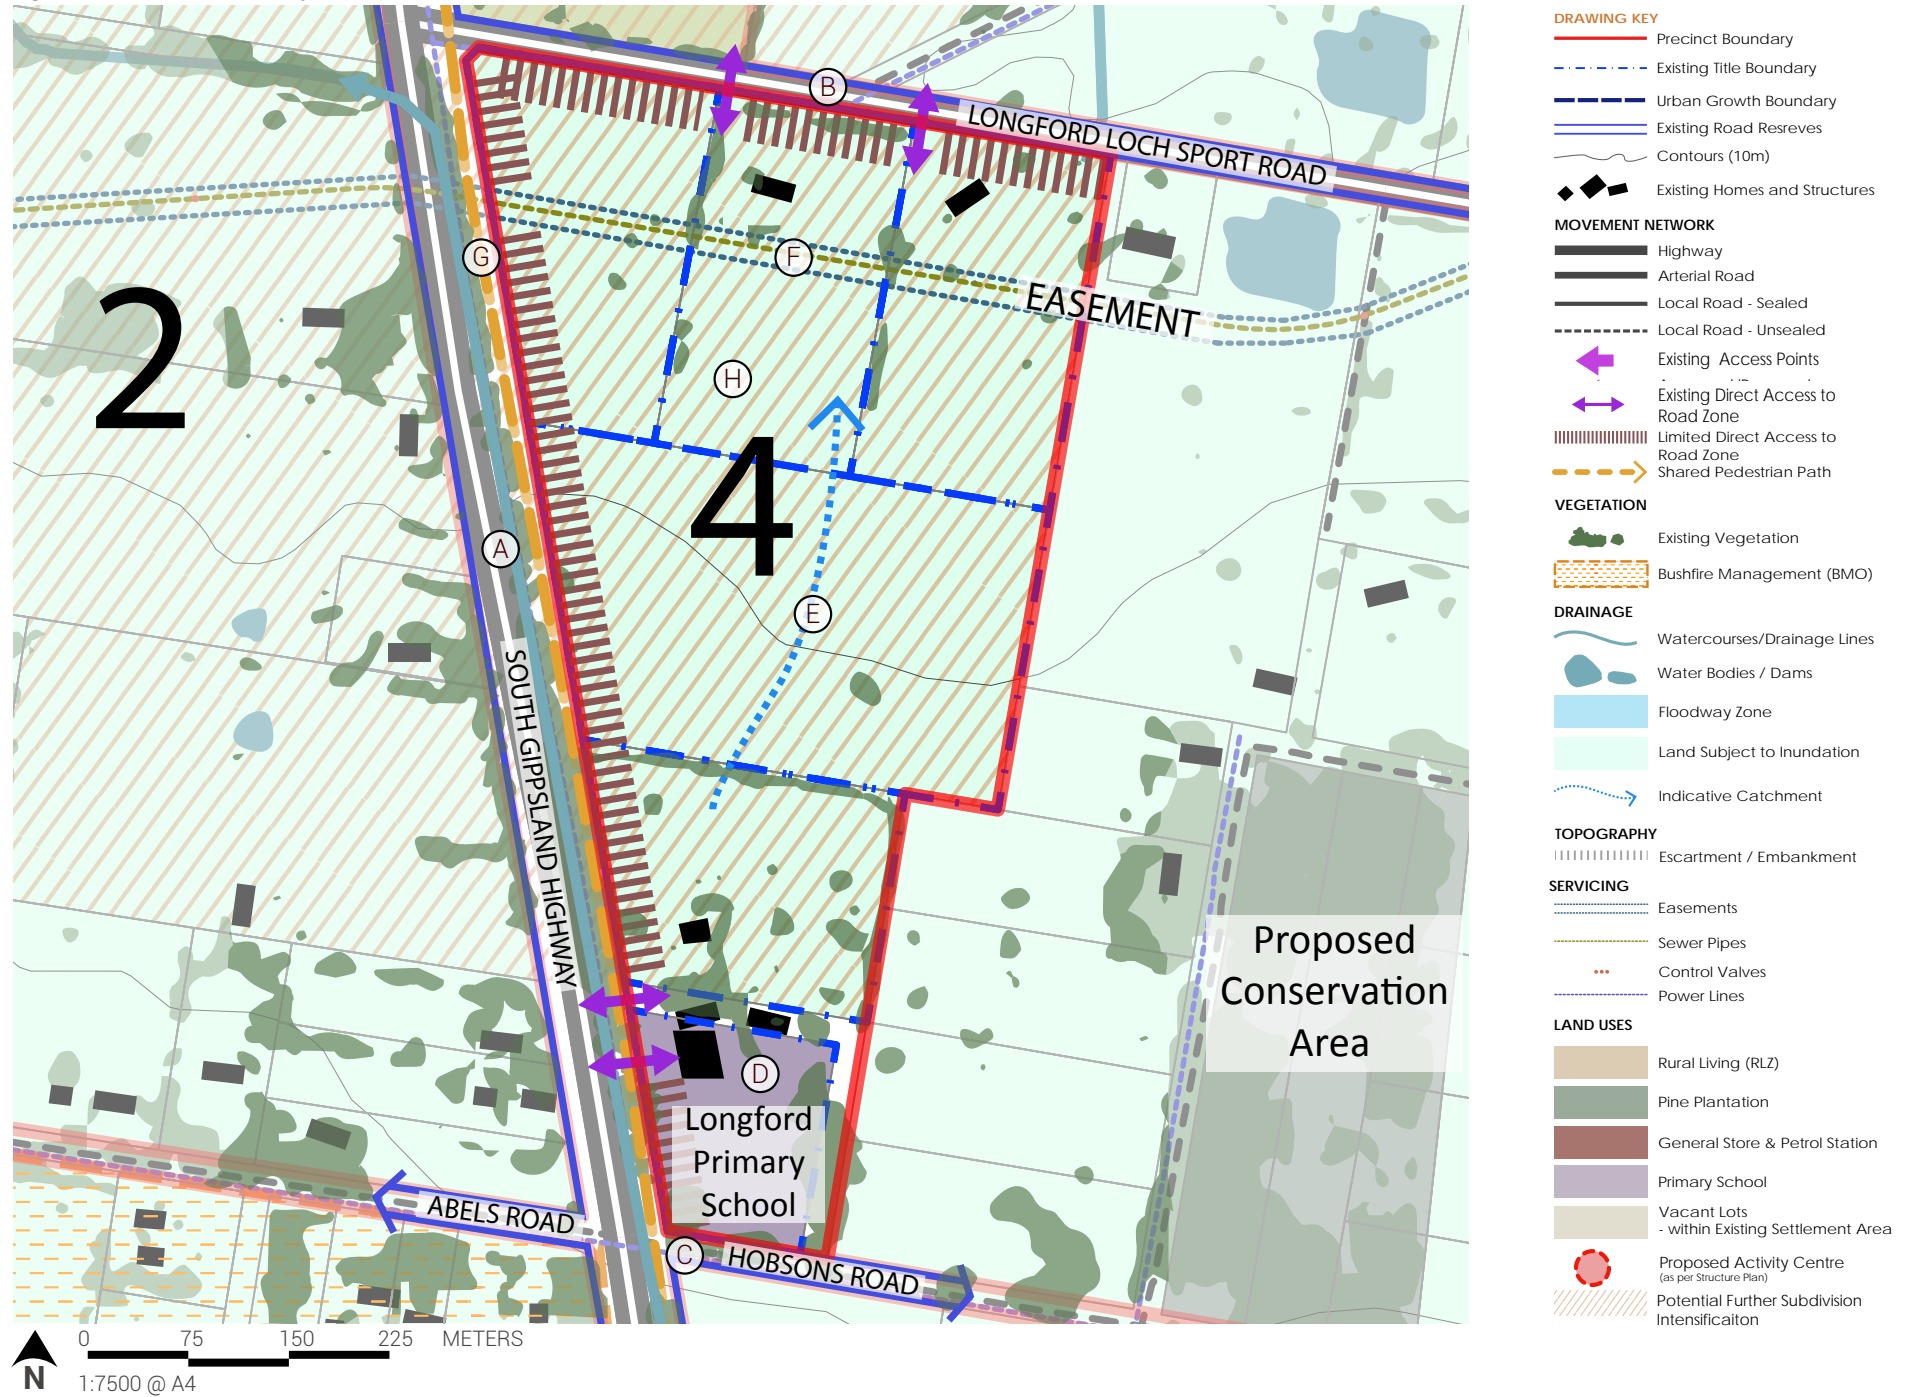 B
LONGFORD LOCH SPORT ROAD
G
F
EASEMENT
2
H
4
A
E
SOUTH GIPPSLAND HIGHWAY
Proposed
Conservation
Area
D
Longford
Primary
School
ABELS ROAD
C
HOBSONS ROAD
N
0 75 150 225 METERS
1:7500 @ A4
DRAWING KEY
Precinct Boundary
Existing Title Boundary
Urban Growth Boundary
Existing Road Resreves
Contours (10m)
Existing Homes and Structures
MOVEMENT NETWORK
Highway
Arterial Road
Local Road - Sealed
Local Road - Unsealed
Existing Access Points
Existing Direct Access to
Road Zone
Limited Direct Access to
Road Zone
Shared Pedestrian Path
VEGETATION
Existing Vegetation
Bushfire Management (BMO)
DRAINAGE
Watercourses/Drainage Lines
Water Bodies / Dams
Floodway Zone
Land Subject to Inundation
Indicative Catchment
TOPOGRAPHY
Escartment / Embankment
SERVICING
Easements
Sewer Pipes
Control Valves
Power Lines
LAND USES
Rural Living (RLZ)
Pine Plantation
General Store & Petrol Station
Primary School
Vacant Lots
- within Existing Settlement Area
Proposed Activity Centre
(as per Structure Plan)
Potential Further Subdivision
Intensificaiton